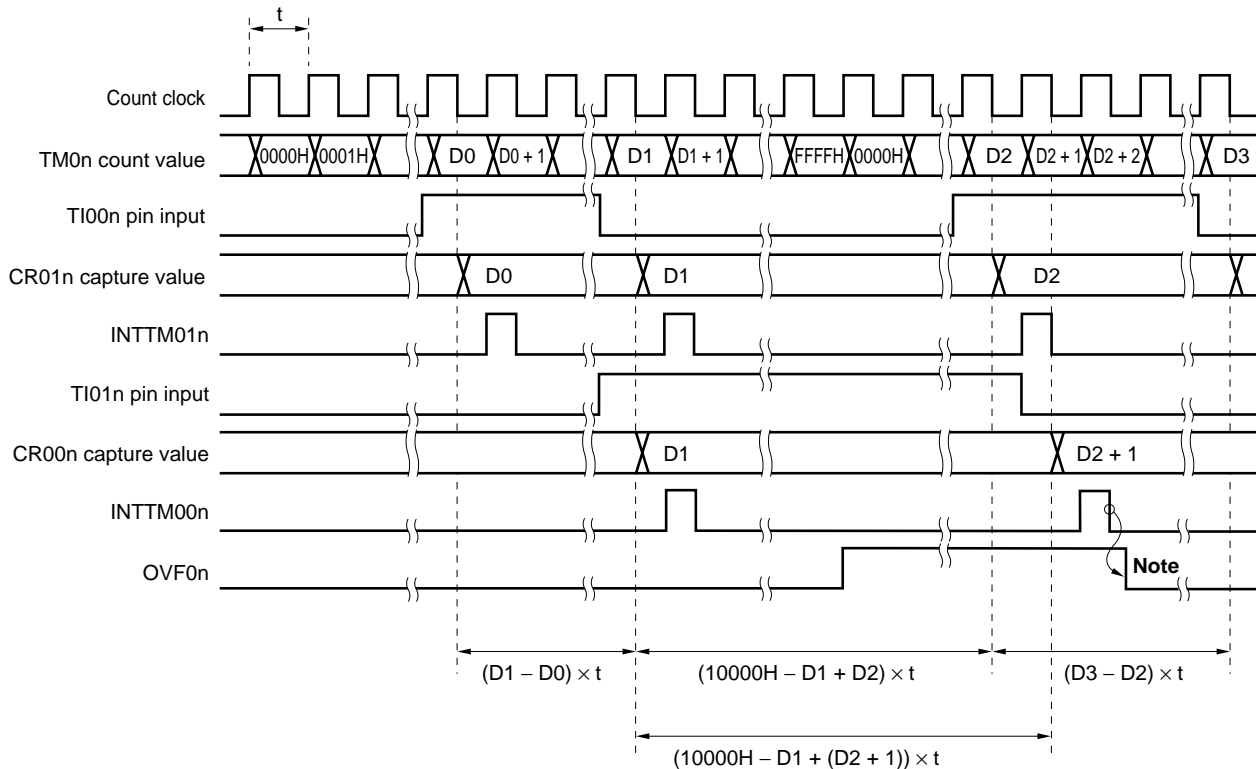 t
Count clock
TM0n count value 0000H 0001H D0 D0 + 1 D1 D1 + 1 FFFFH 0000H D2 D2 + 1 D2 + 2 D3
TI00n pin input
CR01n capture value D0 D1 D2
INTTM01n
TI01n pin input
CR00n capture value D1 D2 + 1
INTTM00n
OVF0n Note
(D1 − D0) × t (10000H − D1 + D2) × t (D3 − D2) × t
(10000H − D1 + (D2 + 1)) × t